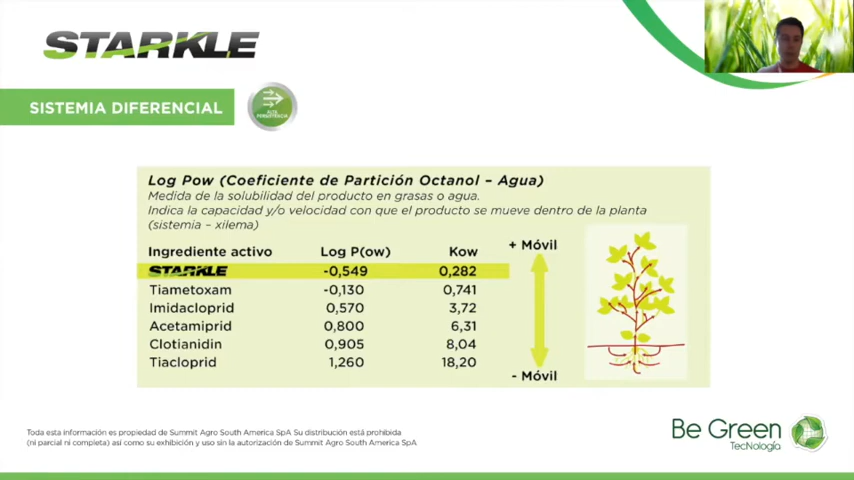 STARKLE
SISTEMIA DIFERENCIAL
ALTA
PERSISTENCIA
Log Pow (Coeficiente de Partición Octanol – Agua)
Medida de la solubilidad del producto en grasas o agua.
Indica la capacidad y/o velocidad con que el producto se mueve dentro de la planta
(sistemia – xilema)
Ingrediente activo Log P(ow) Kow
STARKLE -0,549 0,282
Tiametoxam -0,130 0,741
Imidacloprid 0,570 3,72
Acetamiprid 0,800 6,31
Clotianidin 0,905 8,04
Tiacloprid 1,260 18,20
+ Móvil
- Móvil
Toda esta información es propiedad de Summit Agro South America SpA Su distribución está prohibida
(ni parcial ni completa) así como su exhibición y uso sin la autorización de Summit Agro South America SpA
Be Green
TecNología